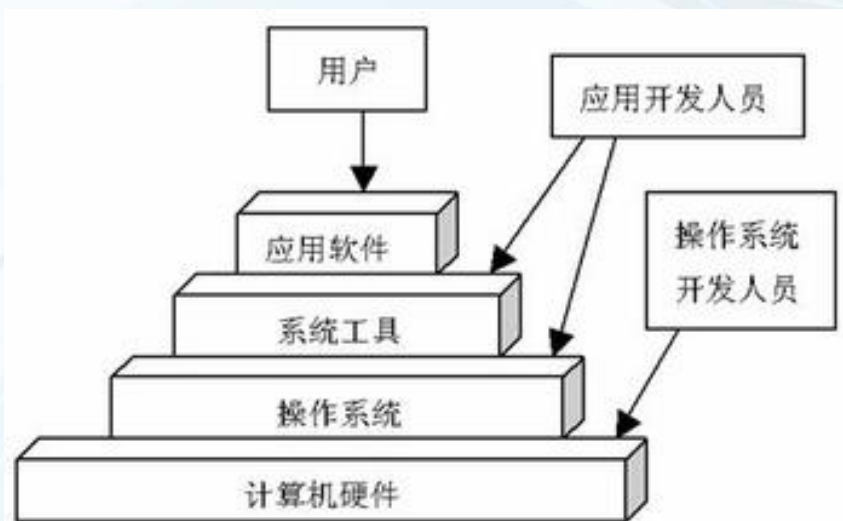 用户
应用开发人员
操作系统
开发人员
应用软件
系统工具
操作系统
计算机硬件